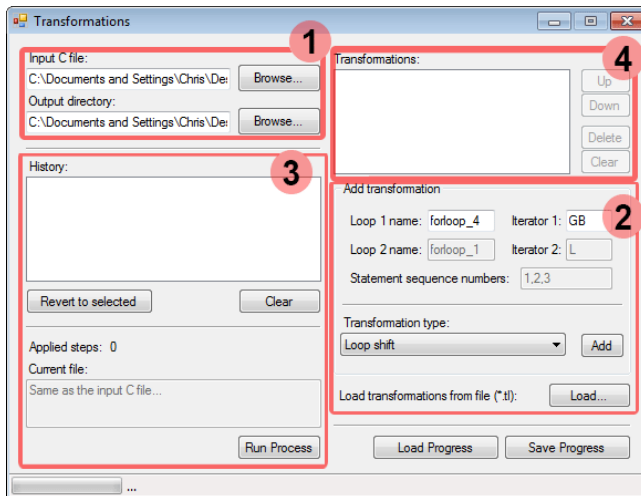 Transformations
1
Input C file:
C:\Documents and Settings\Chris\De:
Browse...
Output directory:
C:\Documents and Settings\Chris\De:
Browse...
3
History:
Revert to selected
Clear
Applied steps: 0
Current file:
Same as the input C file...
Run Process
4
Transformations:
Up
Down
Delete
Clear
2
Add transformation
Loop 1 name: forloop_4 Iterator 1: GB
Loop 2 name: forloop_1 Iterator 2: L
Statement sequence numbers: 1,2,3
Transformation type:
Loop shift
Add
Load transformations from file (*.tl): Load...
Load Progress
Save Progress
...